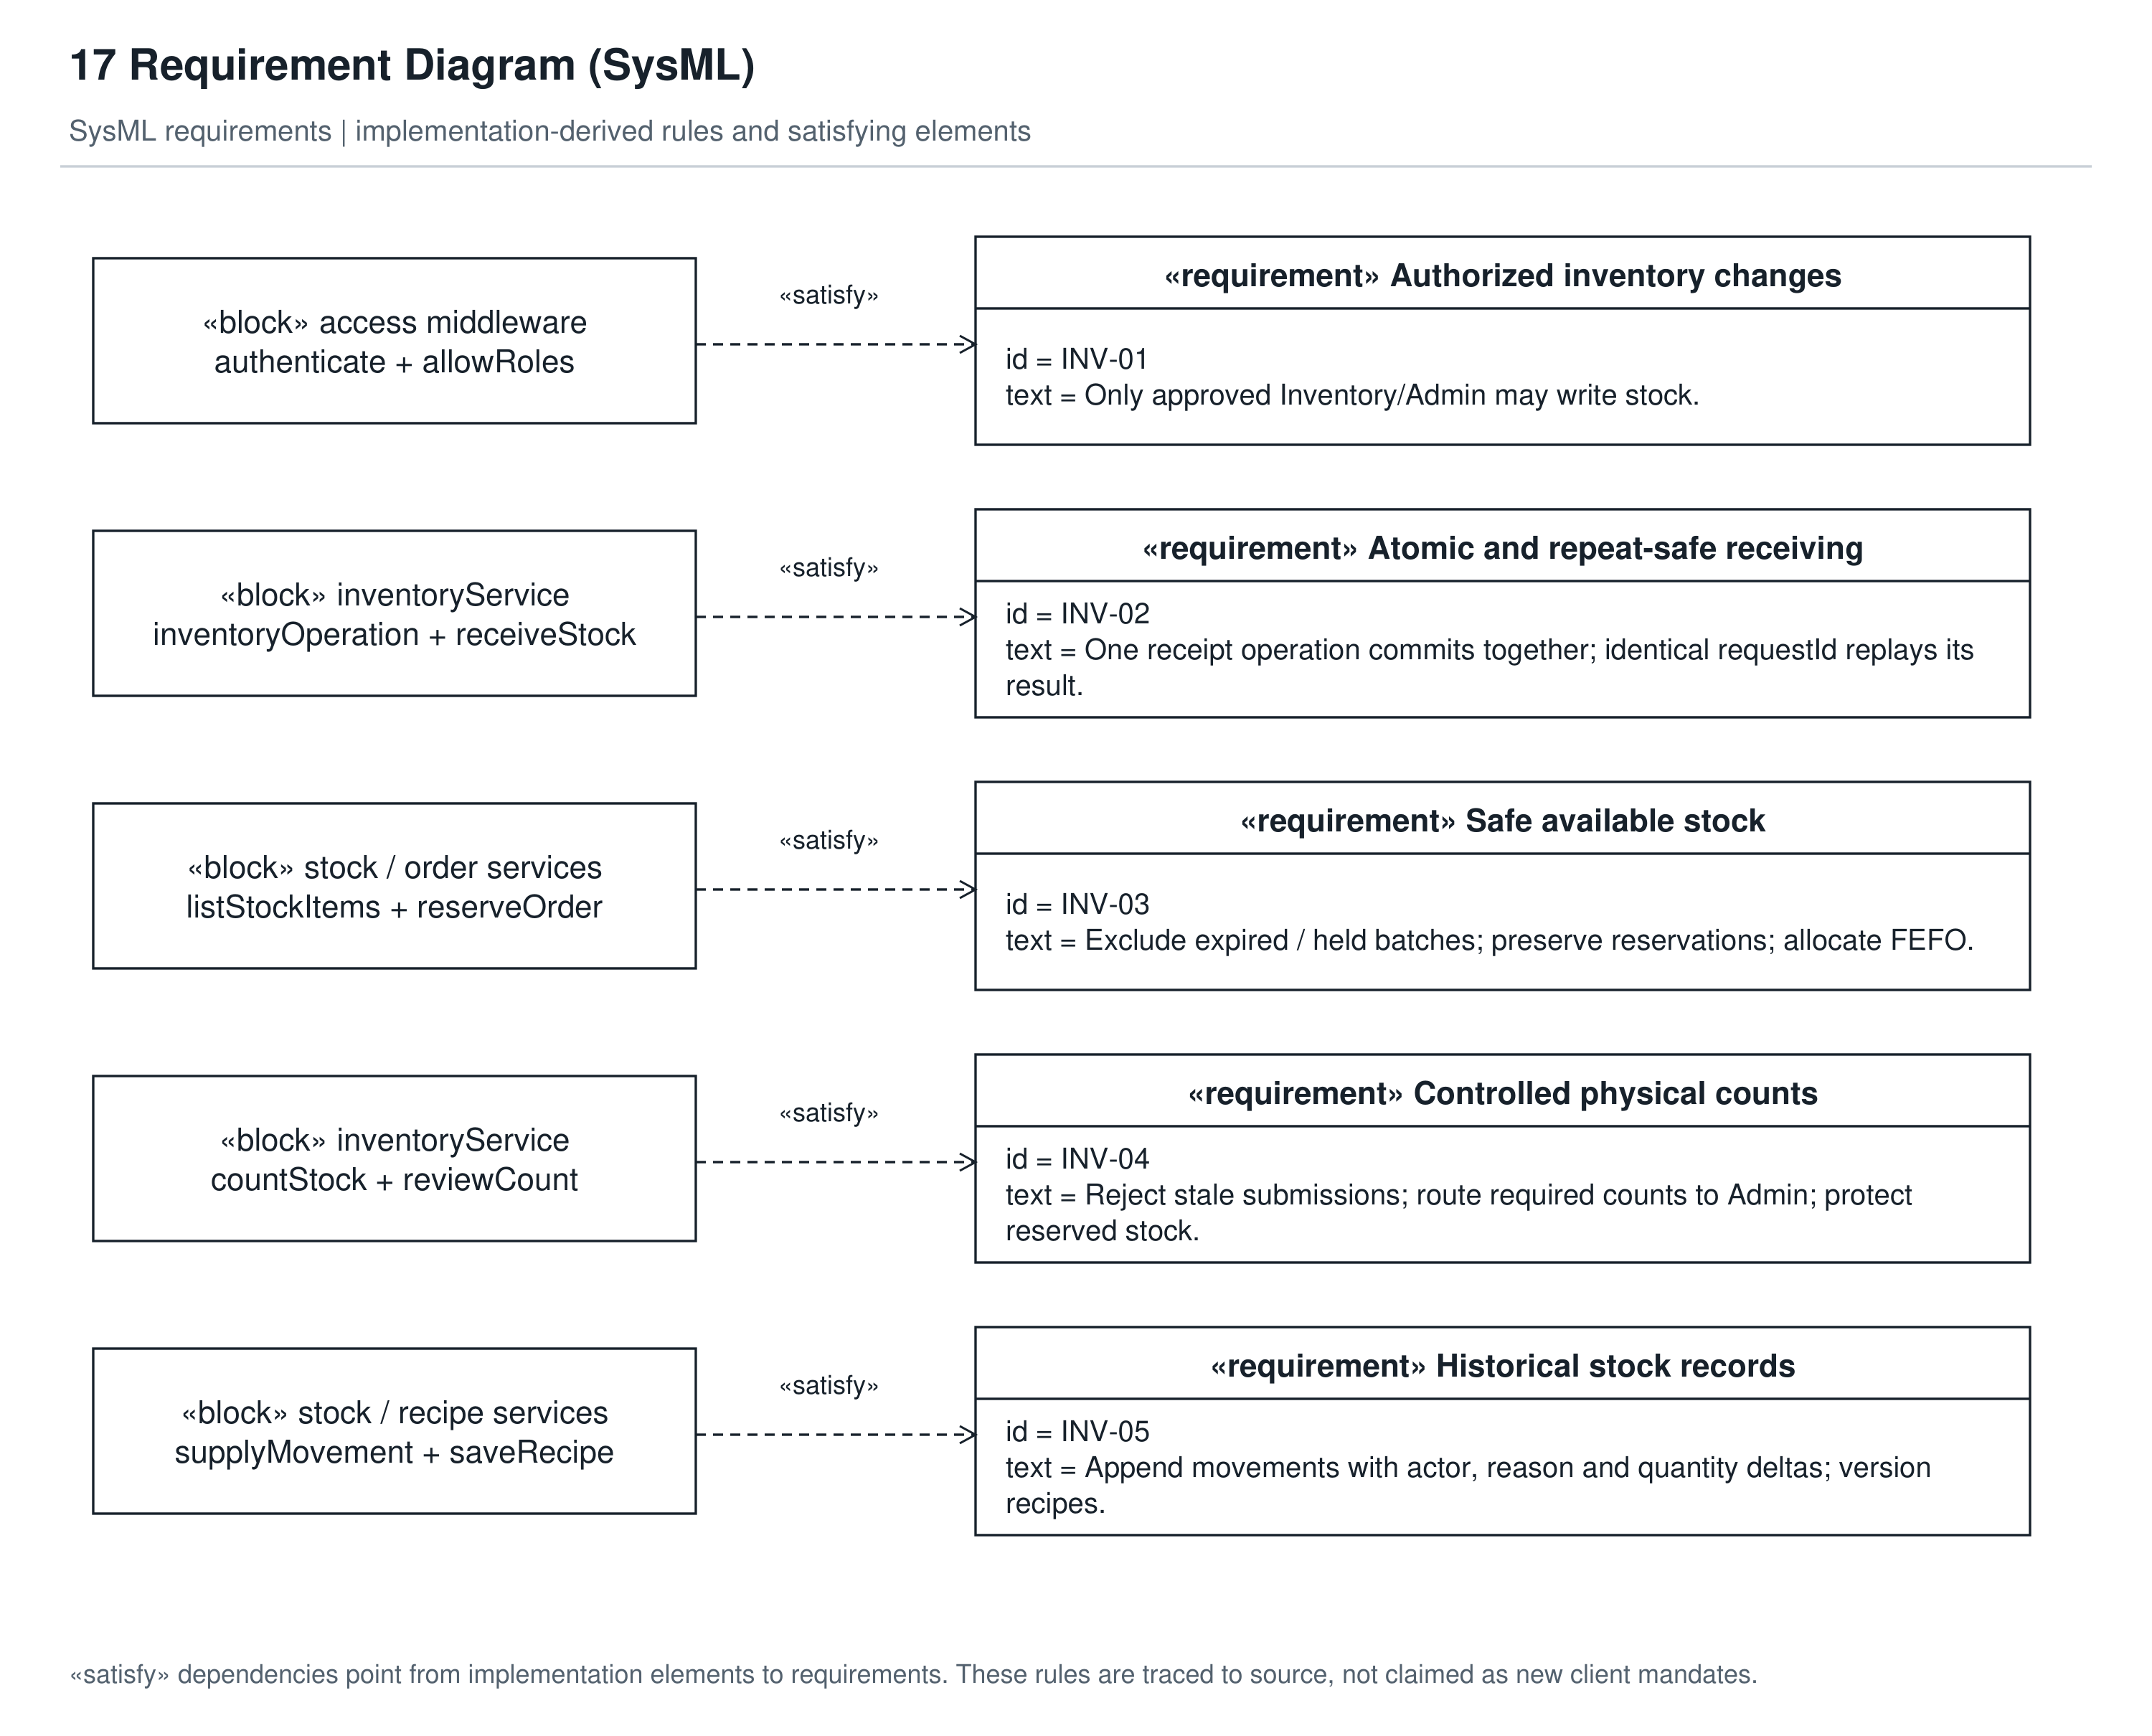 17 Requirement Diagram (SysML)
SysML requirements | implementation-derived rules and satisfying elements
«block» access middleware
authenticate + allowRoles
«satisfy»
«requirement» Authorized inventory changes
id = INV-01
text = Only approved Inventory/Admin may write stock.
«block» inventoryService
inventoryOperation + receiveStock
«satisfy»
«requirement» Atomic and repeat-safe receiving
id = INV-02
text = One receipt operation commits together; identical requestId replays its
result.
«block» stock / order services
listStockItems + reserveOrder
«satisfy»
«requirement» Safe available stock
id = INV-03
text = Exclude expired / held batches; preserve reservations; allocate FEFO.
«block» inventoryService
countStock + reviewCount
«satisfy»
«requirement» Controlled physical counts
id = INV-04
text = Reject stale submissions; route required counts to Admin; protect
reserved stock.
«block» stock / recipe services
supplyMovement + saveRecipe
«satisfy»
«requirement» Historical stock records
id = INV-05
text = Append movements with actor, reason and quantity deltas; version
recipes.
«satisfy» dependencies point from implementation elements to requirements. These rules are traced to source, not claimed as new client mandates.